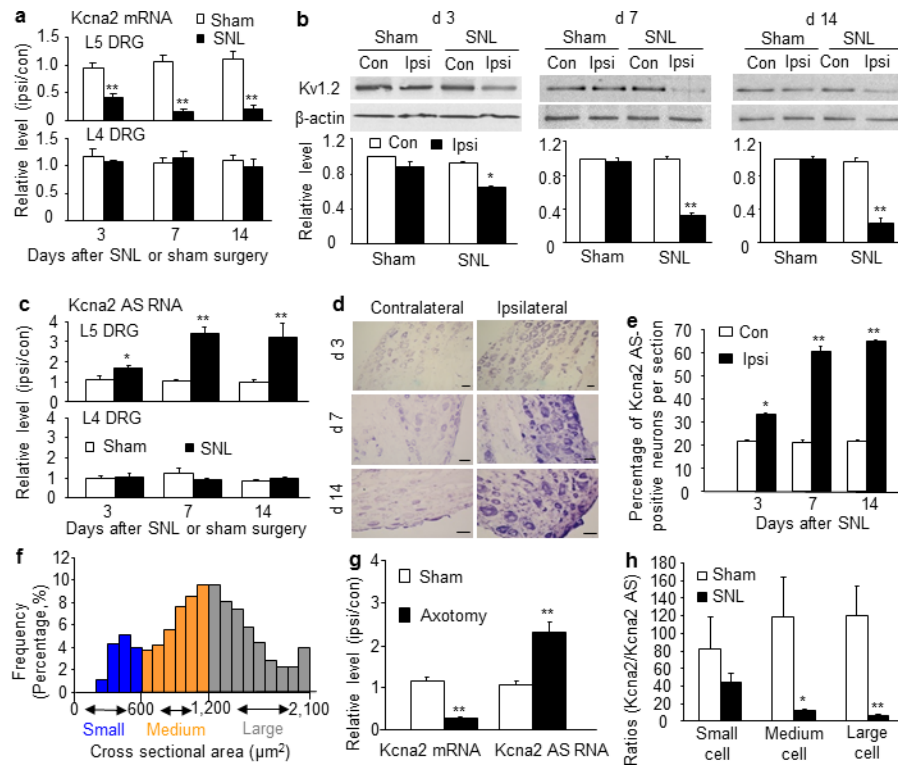 a
Kcna2 mRNA
Sham
SNL
L5 DRG
1.5
1.0
0.5
0
**
**
**
L4 DRG
1.5
1.0
0.5
0
Relative level (ipsi/con)
3 7 14
Days after SNL or sham surgery
b
d 3 d 7 d 14
Sham SNL Sham SNL Sham SNL
Con Ipsi Con Ipsi Con Ipsi Con Ipsi Con Ipsi Con Ipsi
Kv1.2
β-actin
Con Ipsi
Relative level
1.2
0.8
0.4
0
*
Sham SNL
1.2
0.8
0.4
0
**
Sham SNL
1.2
0.8
0.4
0
**
Sham SNL
c
Kcna2 AS RNA
L5 DRG
5
4
3
2
1
0
*
**
**
L4 DRG
Sham SNL
4
3
2
1
0
Relative level (ipsi/con)
3 7 14
Days after SNL or sham surgery
d
Contralateral Ipsilateral
d 3
d 7
d 14
e
Con
Ipsi
Percentage of Kcna2 AS-
positive neurons per section
80
70
60
50
40
30
20
10
0
*
**
**
3 7 14
Days after SNL
f
Frequency
(Percentage,%)
12
10
8
6
4
2
0
0 600 1,200 2,100
Small Medium Large
Cross sectional area (μm²)
g
Sham
Axotomy
Relative level (ipsi/con)
4
3
2
1
0
**
**
Kcna2 mRNA Kcna2 AS RNA
h
Sham
SNL
Ratios (Kcna2/Kcna2 AS)
180
160
140
120
100
80
60
40
20
0
*
**
Small Medium Large
cell cell cell